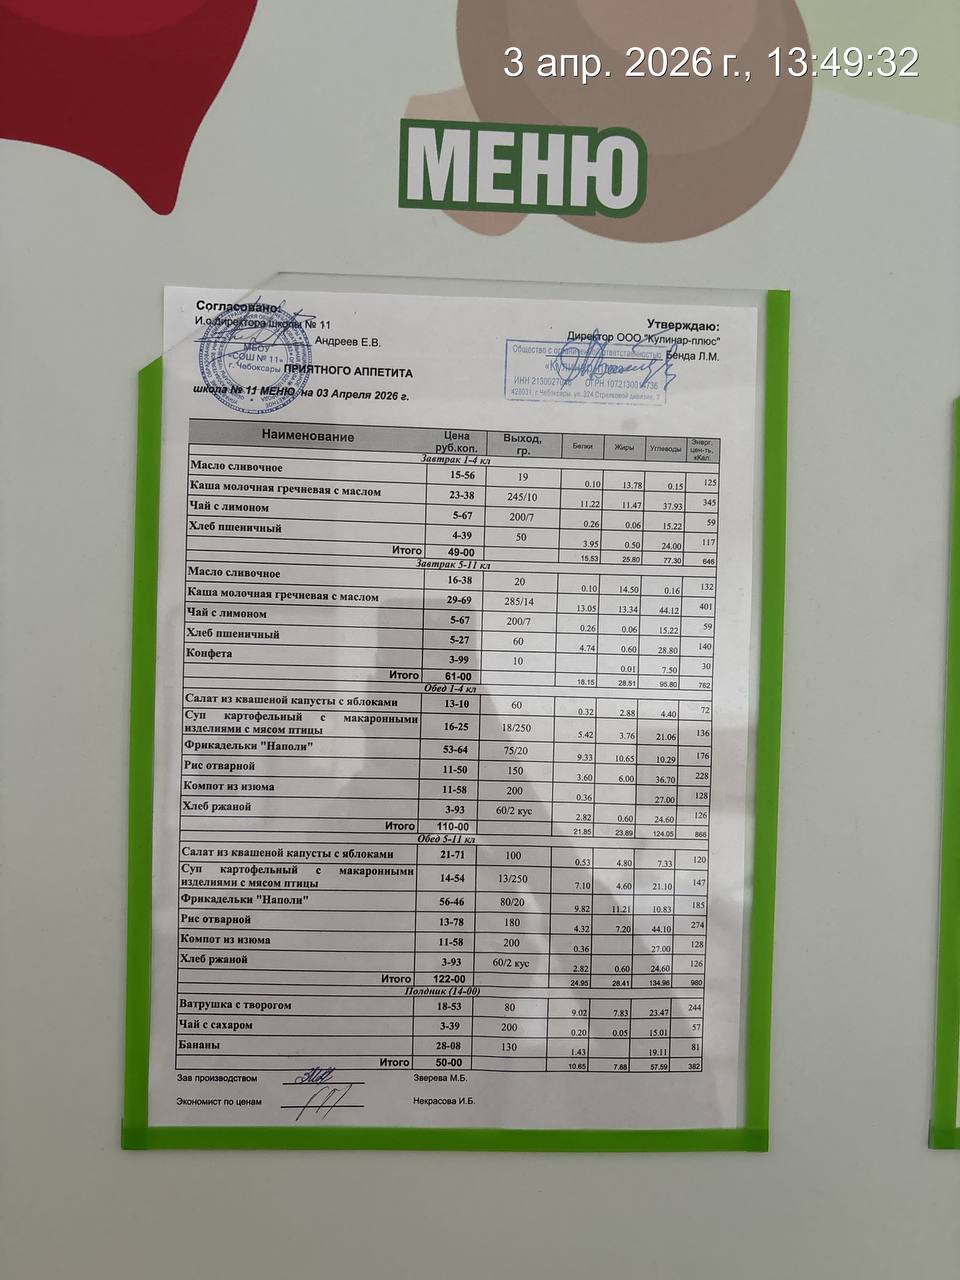 3 апр. 2026 г., 13:49:32
МЕНЮ
Согласовано:
И.о.директора школы № 11
Андреев Е.В.
Утверждаю:
Директор ООО "Кулинар-плюс"
Бенда Л.М.
МБОУ
«СОШ № 11»
г. Чебоксары
Общество с ограниченной ответственностью
ИНН
ОГРН
428031, г. Чебоксары, ул. 324 Стрелковой дивизии,
ПРИЯТНОГО АППЕТИТА
школа № 11 МЕНЮ на 03 Апреля 2026 г.
Наименование Цена руб.коп. Выход, гр. Белки Жиры Углеводы Энерг. цен-ть, кКал.
Завтрак 1-4 кл
Масло сливочное 15-56 19 0.10 13.78 0.15 125
Каша молочная гречневая с маслом 23-38 245/10 11.22 11.47 37.93 345
Чай с лимоном 5-67 200/7 0.26 0.06 15.22 59
Хлеб пшеничный 4-39 50 3.95 0.50 24.00 117
Итого 49-00 15.53 25.80 77.30 646
Завтрак 5-11 кл
Масло сливочное 16-38 20 0.10 14.50 0.16 132
Каша молочная гречневая с маслом 29-69 285/14 13.05 13.34 44.12 401
Чай с лимоном 5-67 200/7 0.26 0.06 15.22 59
Хлеб пшеничный 5-27 60 4.74 0.60 28.80 140
Конфета 3-99 10 0.01 7.50 30
Итого 61-00 18.15 28.51 95.80 762
Обед 1-4 кл
Салат из квашеной капусты с яблоками 13-10 60 0.32 2.88 4.40 72
Суп картофельный с макаронными
изделиями с мясом птицы 16-25 18/250 5.42 3.76 21.06 136
Фрикадельки "Наполи" 53-64 75/20 9.33 10.65 10.29 176
Рис отварной 11-50 150 3.60 6.00 36.70 228
Компот из изюма 11-58 200 0.36 27.00 128
Хлеб ржаной 3-93 60/2 кус 2.82 0.60 24.60 126
Итого 110-00 21.85 23.89 124.05 866
Обед 5-11 кл
Салат из квашеной капусты с яблоками 21-71 100 0.53 4.80 7.33 120
Суп картофельный с макаронными
изделиями с мясом птицы 14-54 13/250 7.10 4.60 21.10 147
Фрикадельки "Наполи" 56-46 80/20 9.82 11.21 10.83 185
Рис отварной 13-78 180 4.32 7.20 44.10 274
Компот из изюма 11-58 200 0.36 27.00 128
Хлеб ржаной 3-93 60/2 кус 2.82 0.60 24.60 126
Итого 122-00 24.95 28.41 134.96 980
Полдник (14-00)
Ватрушка с творогом 18-53 80 9.02 7.83 23.47 244
Чай с сахаром 3-39 200 0.20 0.05 15.01 57
Бананы 28-08 130 1.43 19.11 81
Итого 50-00 10.65 7.88 57.59 382
Зав производством Зверева М.Б.
Экономист по ценам Некрасова И.Б.